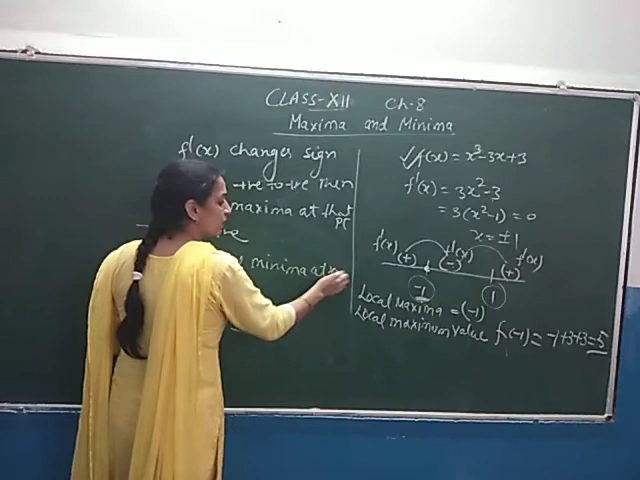 CLASS-XII Ch-8
Maxima and Minima
f'(x) changes sign
+ve to -ve Then
maxima at that
pt
ve
minima at
✓f(x) = x³-3x+3
f'(x) = 3x²-3
= 3(x²-1) = 0
x = ±1
f'(x) f'(x) f'(x)
(+) (-) (+)
-1 1
Local Maxima = (-1)
Local maximum value f(-1) = -1+3+3 = 5